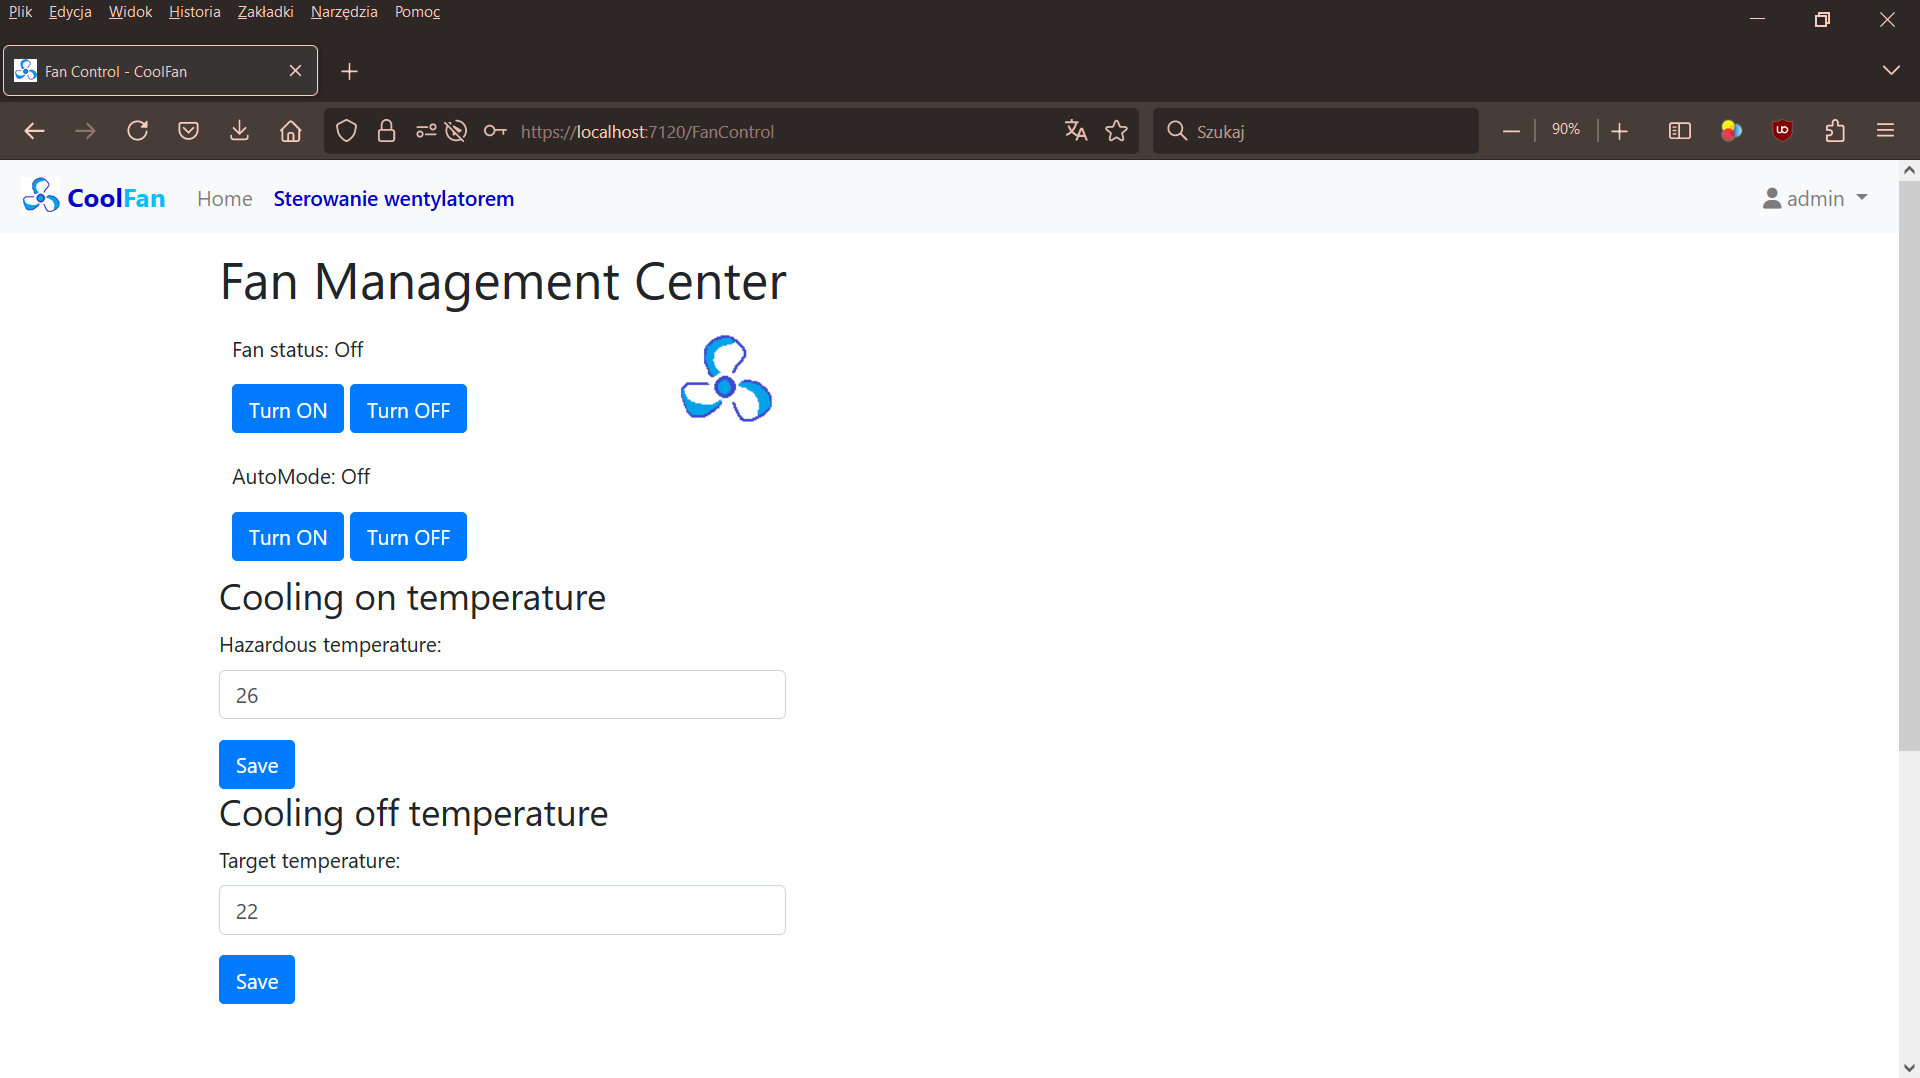 Plik Edycja Widok Historia Zakładki Narzędzia Pomoc
Fan Control - CoolFan
https://localhost:7120/FanControl
Szukaj
90%
CoolFan Home Sterowanie wentylatorem admin
Fan Management Center
Fan status: Off
Turn ON Turn OFF
AutoMode: Off
Turn ON Turn OFF
Cooling on temperature
Hazardous temperature:
26
Save
Cooling off temperature
Target temperature:
22
Save